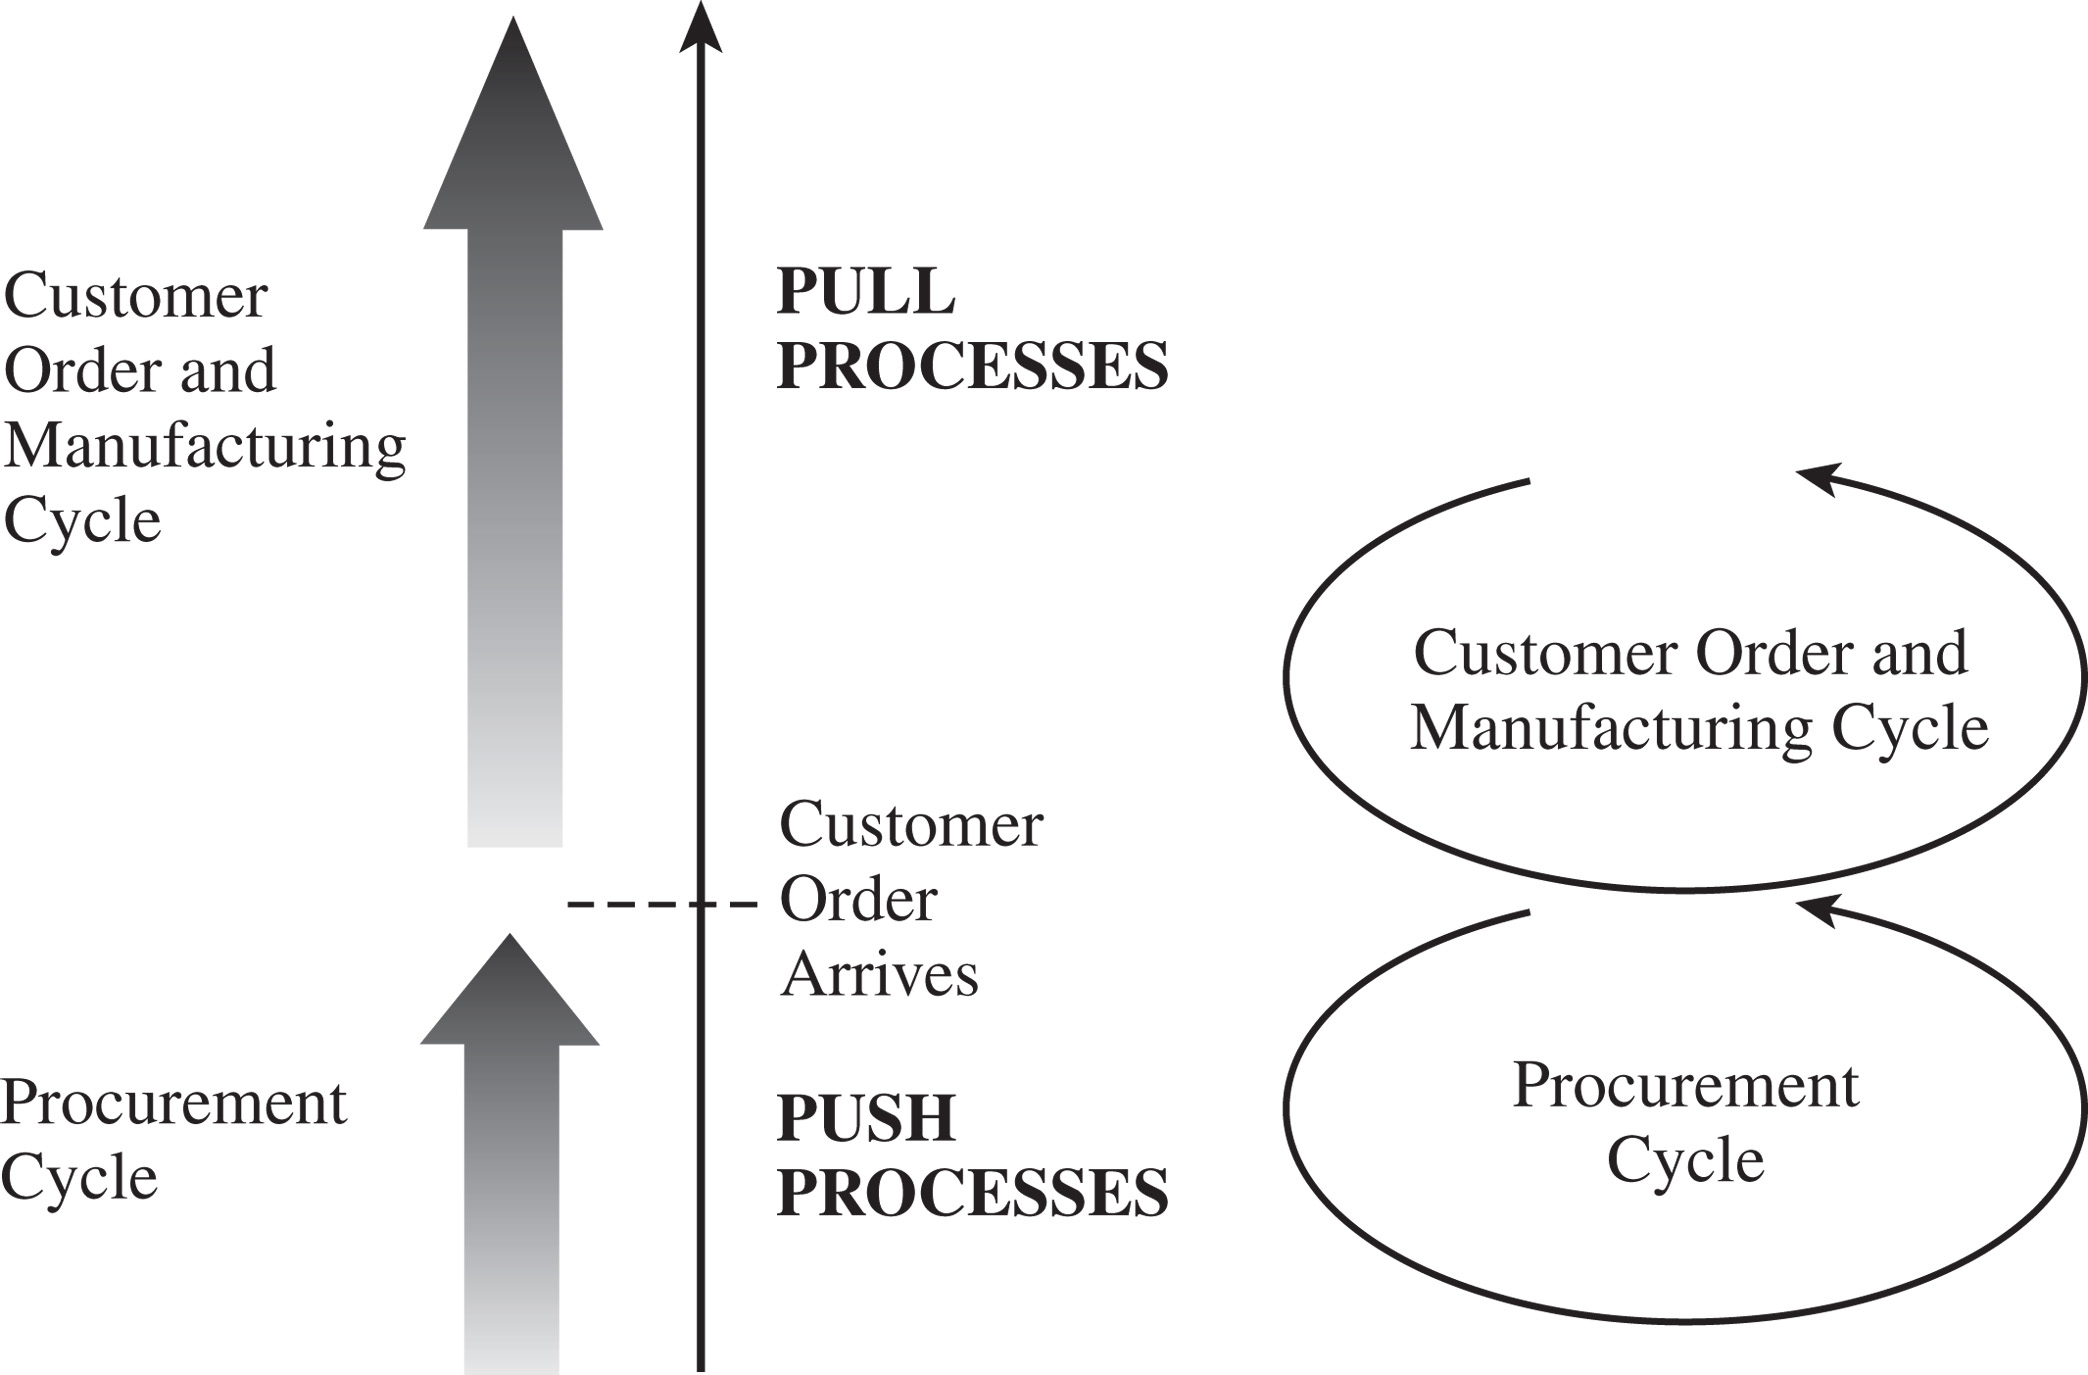 Customer
Order and
Manufacturing
Cycle
PULL
PROCESSES
Customer Order and
Manufacturing Cycle
Customer
Order
Arrives
Procurement
Cycle
PUSH
PROCESSES
Procurement
Cycle